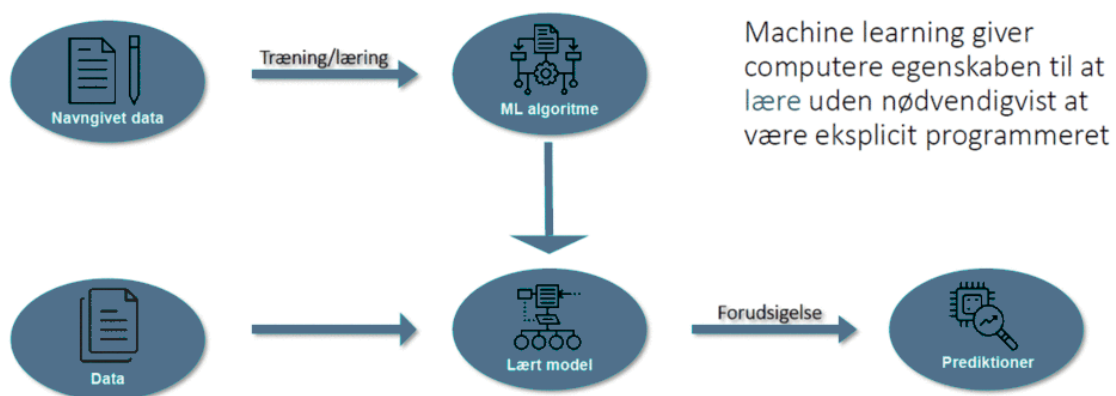 Træning/læring
Navngivet data
ML algoritme
Machine learning giver
computere egenskaben til at
lære uden nødvendigvist at
være eksplicit programmeret
Data
Lært model
Forudsigelse
Prediktioner